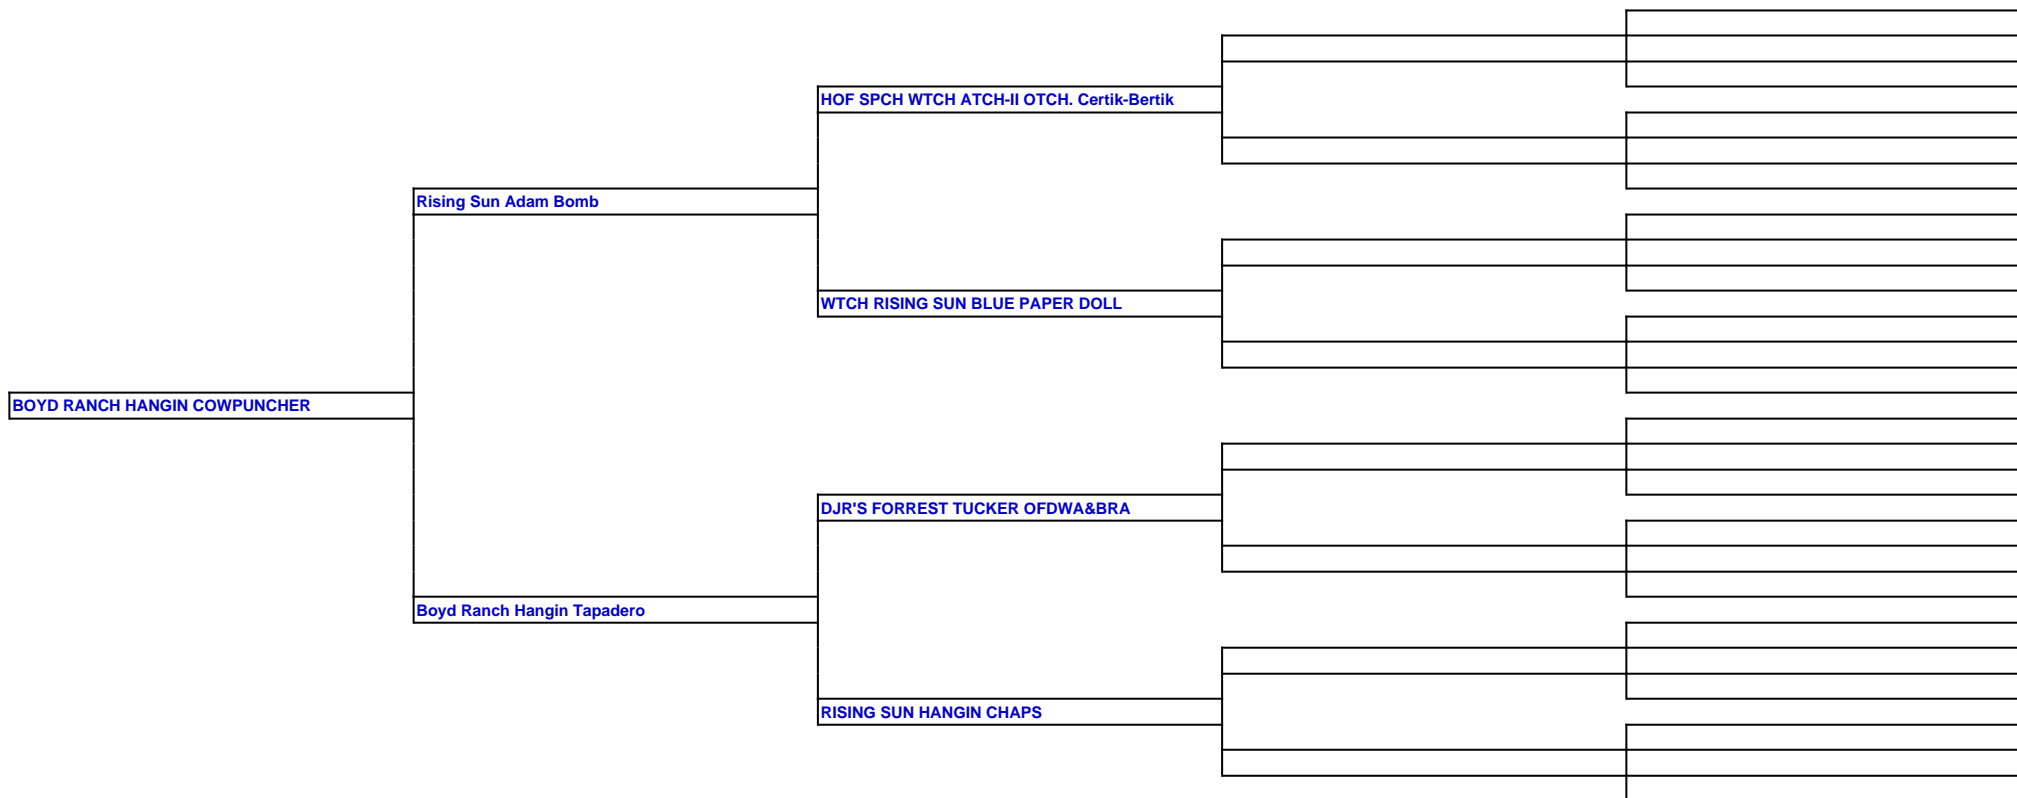 HOF SPCH WTCH ATCH-II OTCH. Certik-Bertik
Rising Sun Adam Bomb
WTCH RISING SUN BLUE PAPER DOLL
BOYD RANCH HANGIN COWPUNCHER
DJR'S FORREST TUCKER OFDWA&BRA
Boyd Ranch Hangin Tapadero
RISING SUN HANGIN CHAPS